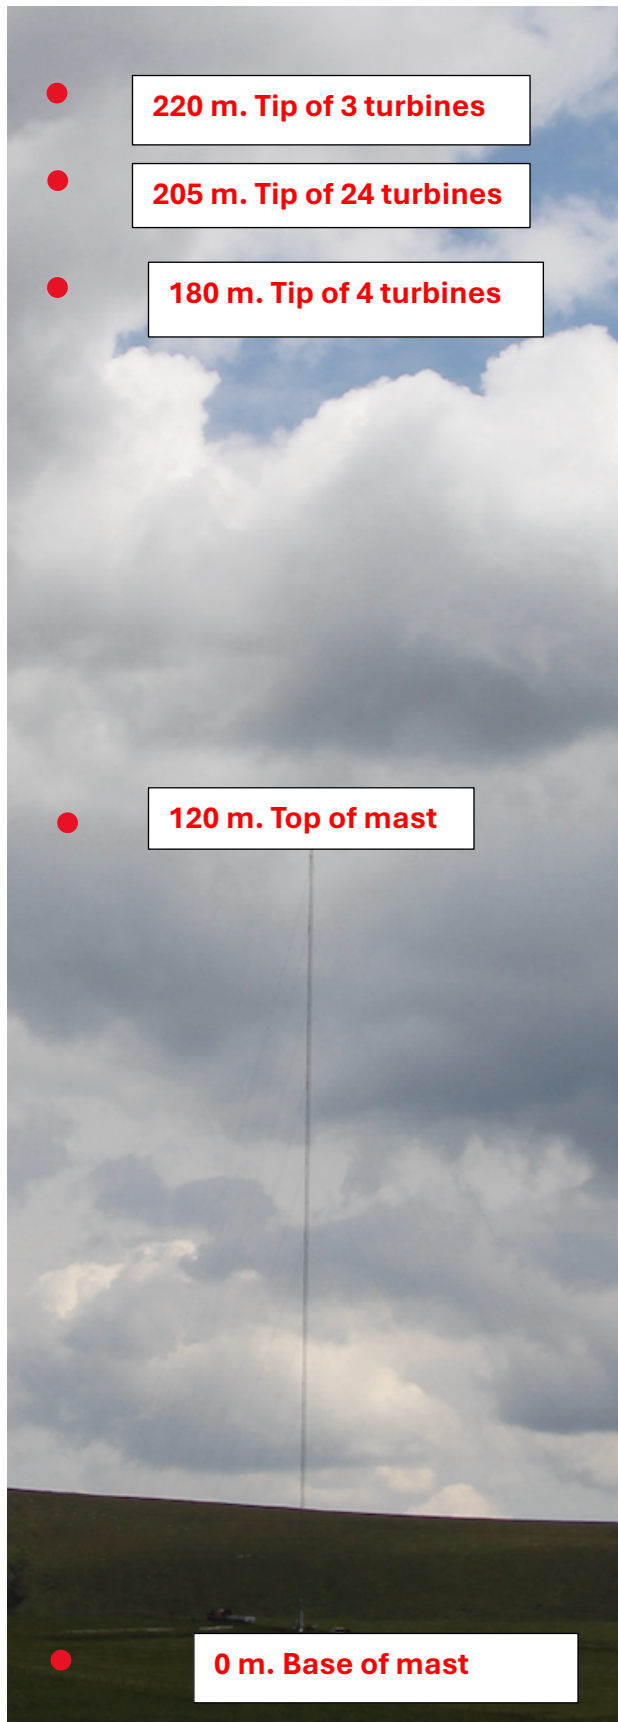 220 m. Tip of 3 turbines
205 m. Tip of 24 turbines
180 m. Tip of 4 turbines
120 m. Top of mast
0 m. Base of mast